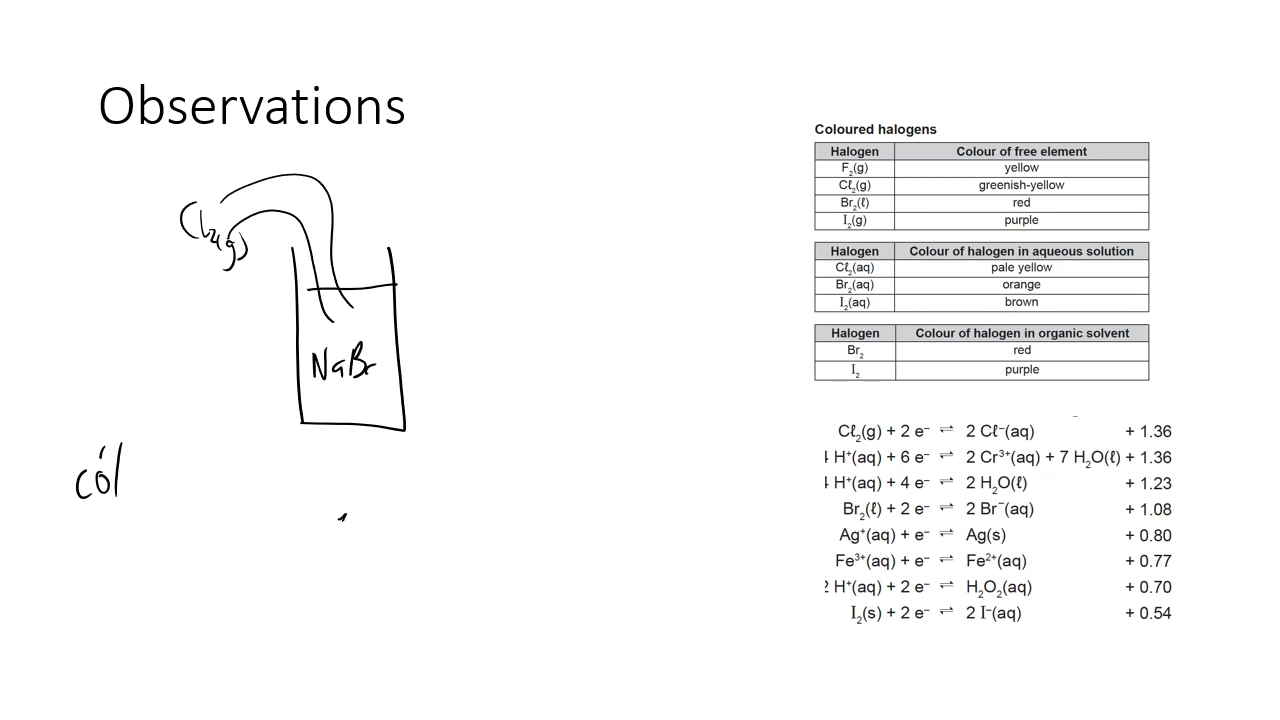 Observations
Cl₂(g)
NaBr
col
Coloured halogens
Halogen Colour of free element
F₂(g) yellow
Cℓ₂(g) greenish-yellow
Br₂(ℓ) red
I₂(g) purple
Halogen Colour of halogen in aqueous solution
Cℓ₂(aq) pale yellow
Br₂(aq) orange
I₂(aq) brown
Halogen Colour of halogen in organic solvent
Br₂ red
I₂ purple
Cℓ₂(g) + 2 e⁻ ⇌ 2 Cℓ⁻(aq) + 1.36
H⁺(aq) + 6 e⁻ ⇌ 2 Cr³⁺(aq) + 7 H₂O(ℓ) + 1.36
H⁺(aq) + 4 e⁻ ⇌ 2 H₂O(ℓ) + 1.23
Br₂(ℓ) + 2 e⁻ ⇌ 2 Br⁻(aq) + 1.08
Ag⁺(aq) + e⁻ ⇌ Ag(s) + 0.80
Fe³⁺(aq) + e⁻ ⇌ Fe²⁺(aq) + 0.77
2 H⁺(aq) + 2 e⁻ ⇌ H₂O₂(aq) + 0.70
I₂(s) + 2 e⁻ ⇌ 2 I⁻(aq) + 0.54